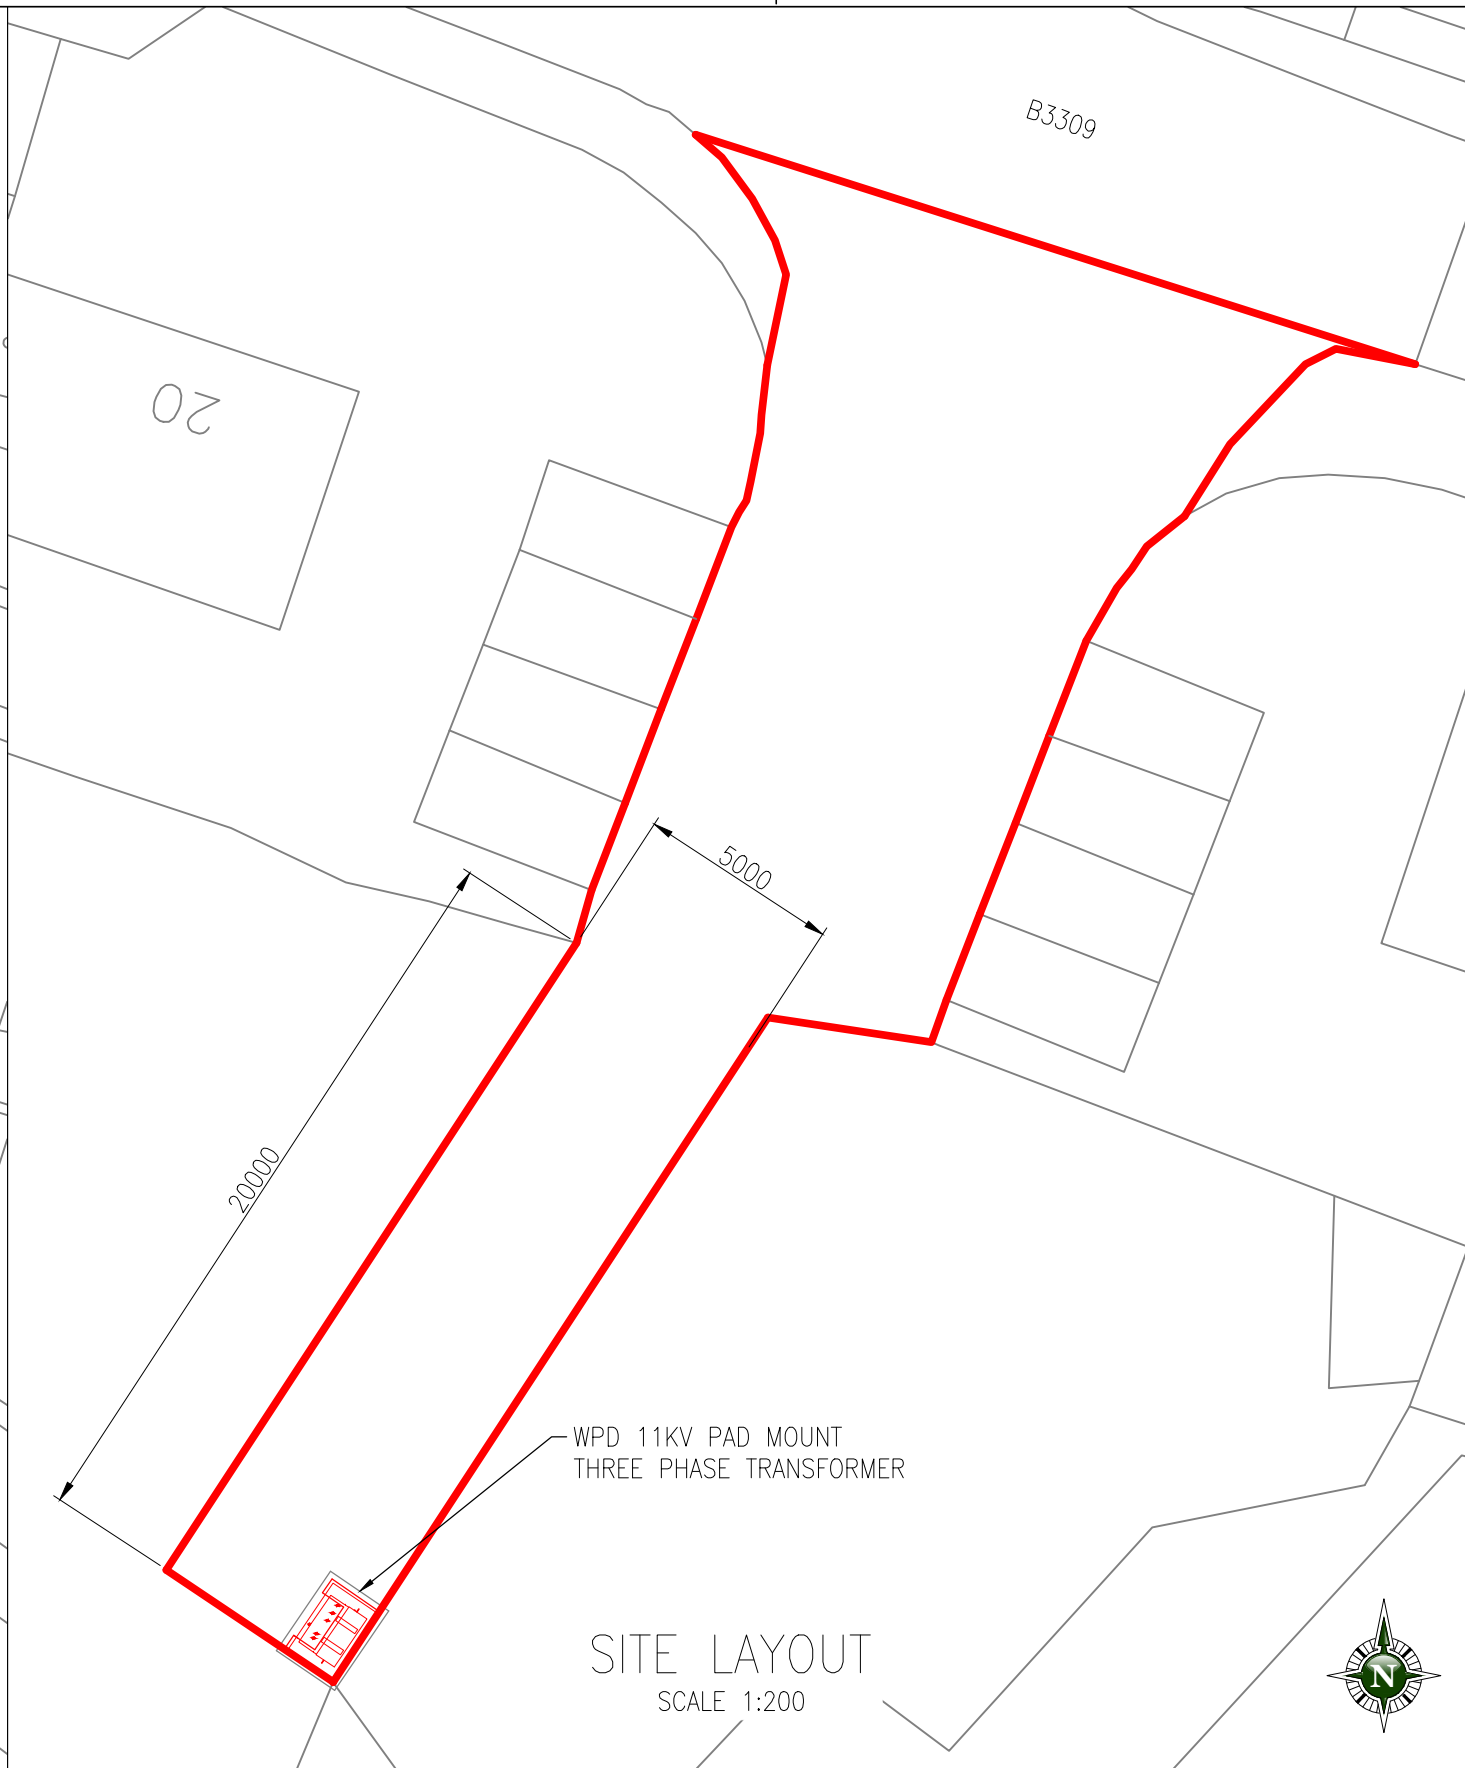 B3309
20
5000
20000
WPD 11KV PAD MOUNT
THREE PHASE TRANSFORMER
SITE LAYOUT
SCALE 1:200
N